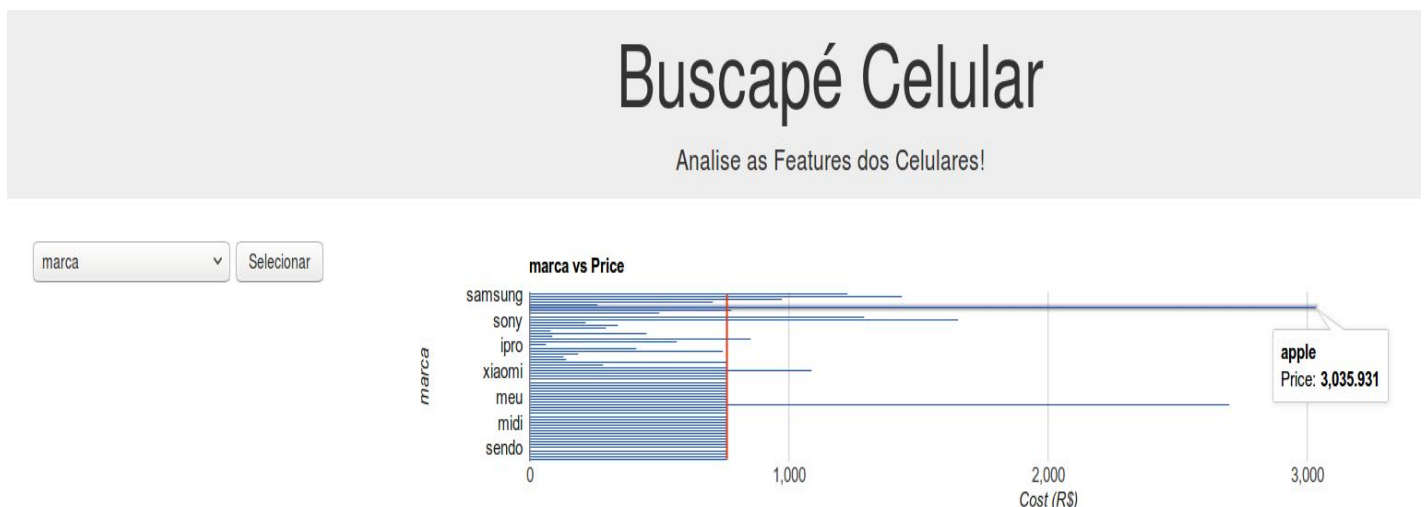 Buscapé Celular
Analise as Features dos Celulares!
marca
Selecionar
marca vs Price
samsung
sony
ipro
xiaomi
meu
midi
sendo
marca
apple
Price: 3,035.931
0
1,000
2,000
3,000
Cost (R$)